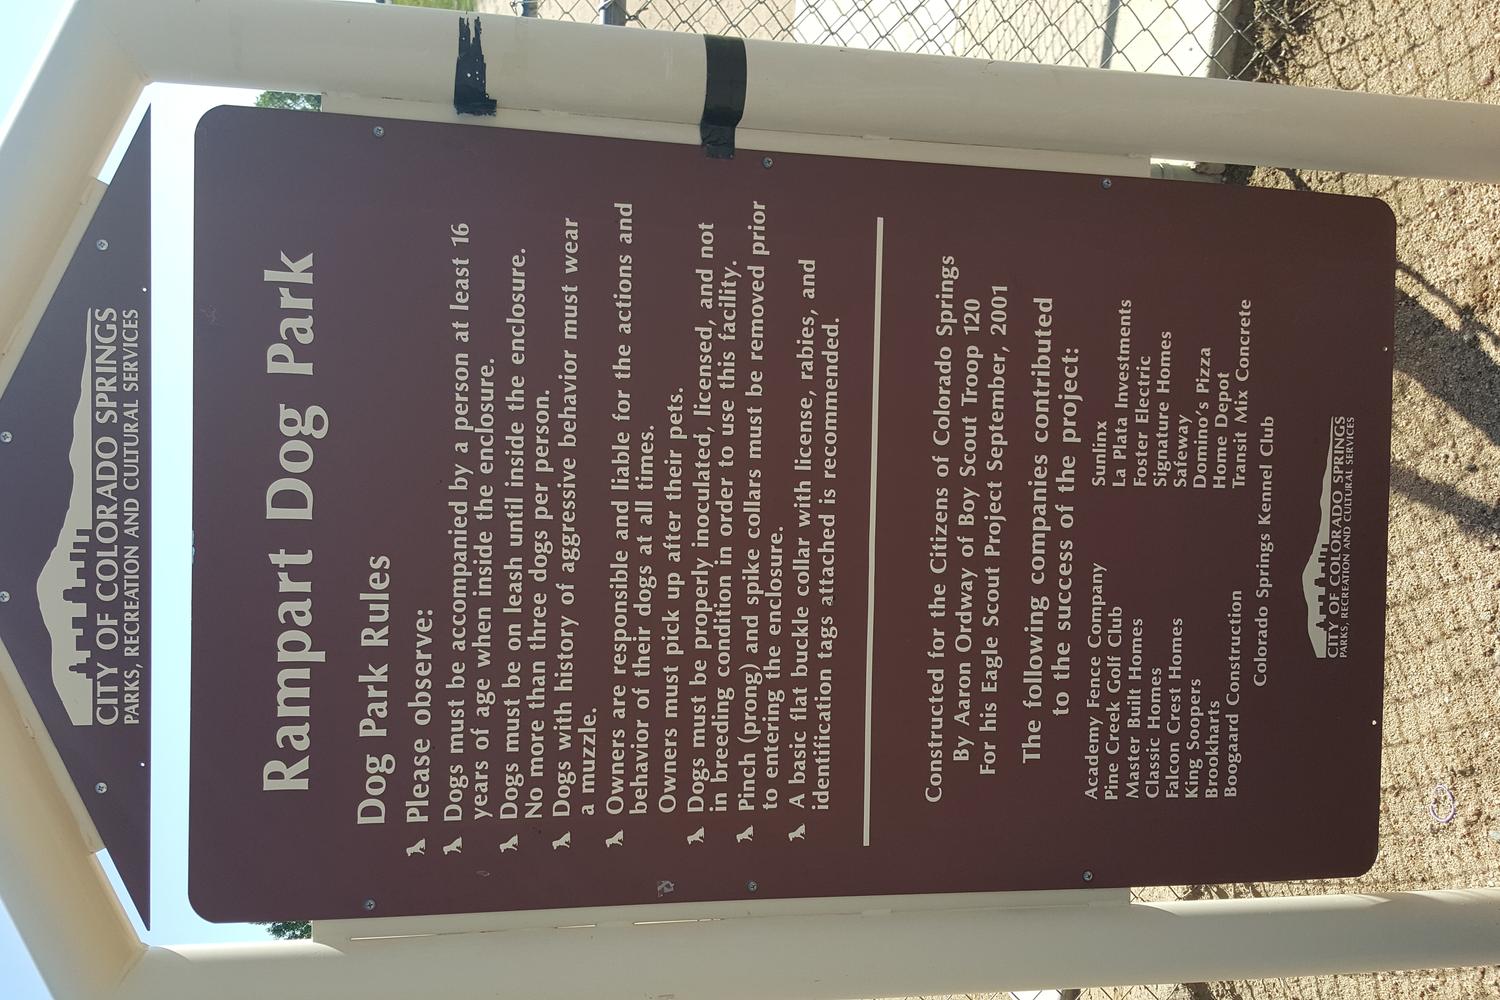 CITY OF COLORADO SPRINGS
PARKS, RECREATION AND CULTURAL SERVICES
Rampart Dog Park
Dog Park Rules
Please observe:
Dogs must be accompanied by a person at least 16
years of age when inside the enclosure.
Dogs must be on leash until inside the enclosure.
No more than three dogs per person.
Dogs with history of aggressive behavior must wear
a muzzle.
Owners are responsible and liable for the actions and
behavior of their dogs at all times.
Owners must pick up after their pets.
Dogs must be properly inoculated, licensed, and not
in breeding condition in order to use this facility.
Pinch (prong) and spike collars must be removed prior
to entering the enclosure.
A basic flat buckle collar with license, rabies, and
identification tags attached is recommended.
Constructed for the Citizens of Colorado Springs
By Aaron Ordway of Boy Scout Troop 120
For his Eagle Scout Project September, 2001
The following companies contributed
to the success of the project:
Academy Fence Company
Pine Creek Golf Club
Master Built Homes
Classic Homes
Falcon Crest Homes
King Soopers
Brookharts
Boogaard Construction
Sunlinx
La Plata Investments
Foster Electric
Signature Homes
Safeway
Domino's Pizza
Home Depot
Transit Mix Concrete
Colorado Springs Kennel Club
CITY OF COLORADO SPRINGS
PARKS, RECREATION AND CULTURAL SERVICES